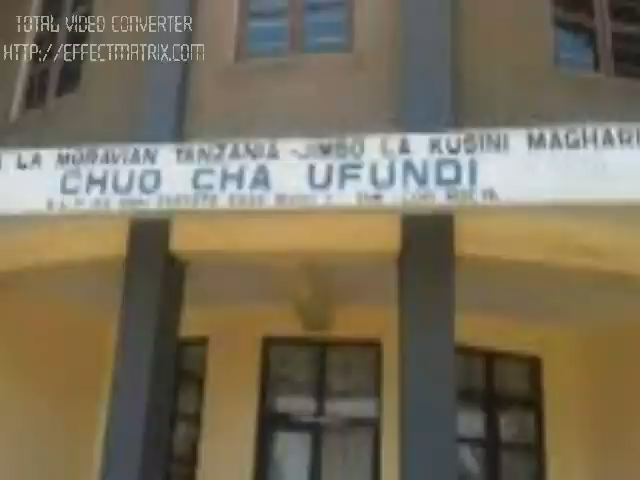 TOTAL VIDEO CONVERTER
HTTP://EFFECTMATRIX.COM
LA MORAVIAN TANZANIA -JIMBO LA KUSINI MAGHARI
CHUO CHA UFUNDI